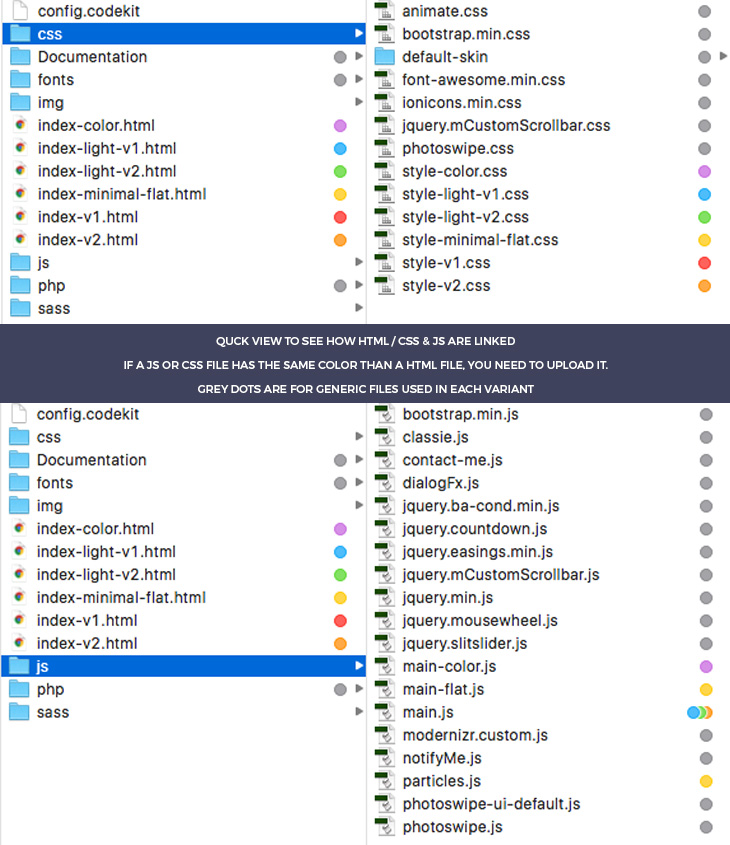 config.codekit
css
Documentation
fonts
img
index-color.html
index-light-v1.html
index-light-v2.html
index-minimal-flat.html
index-v1.html
index-v2.html
js
php
sass
animate.css
bootstrap.min.css
default-skin
font-awesome.min.css
ionicons.min.css
jquery.mCustomScrollbar.css
photoswipe.css
style-color.css
style-light-v1.css
style-light-v2.css
style-minimal-flat.css
style-v1.css
style-v2.css
QUCK VIEW TO SEE HOW HTML / CSS & JS ARE LINKED
IF A JS OR CSS FILE HAS THE SAME COLOR THAN A HTML FILE, YOU NEED TO UPLOAD IT.
GREY DOTS ARE FOR GENERIC FILES USED IN EACH VARIANT
config.codekit
css
Documentation
fonts
img
index-color.html
index-light-v1.html
index-light-v2.html
index-minimal-flat.html
index-v1.html
index-v2.html
js
php
sass
bootstrap.min.js
classie.js
contact-me.js
dialogFx.js
jquery.ba-cond.min.js
jquery.countdown.js
jquery.easings.min.js
jquery.mCustomScrollbar.js
jquery.min.js
jquery.mousewheel.js
jquery.slitslider.js
main-color.js
main-flat.js
main.js
modernizr.custom.js
notifyMe.js
particles.js
photoswipe-ui-default.js
photoswipe.js